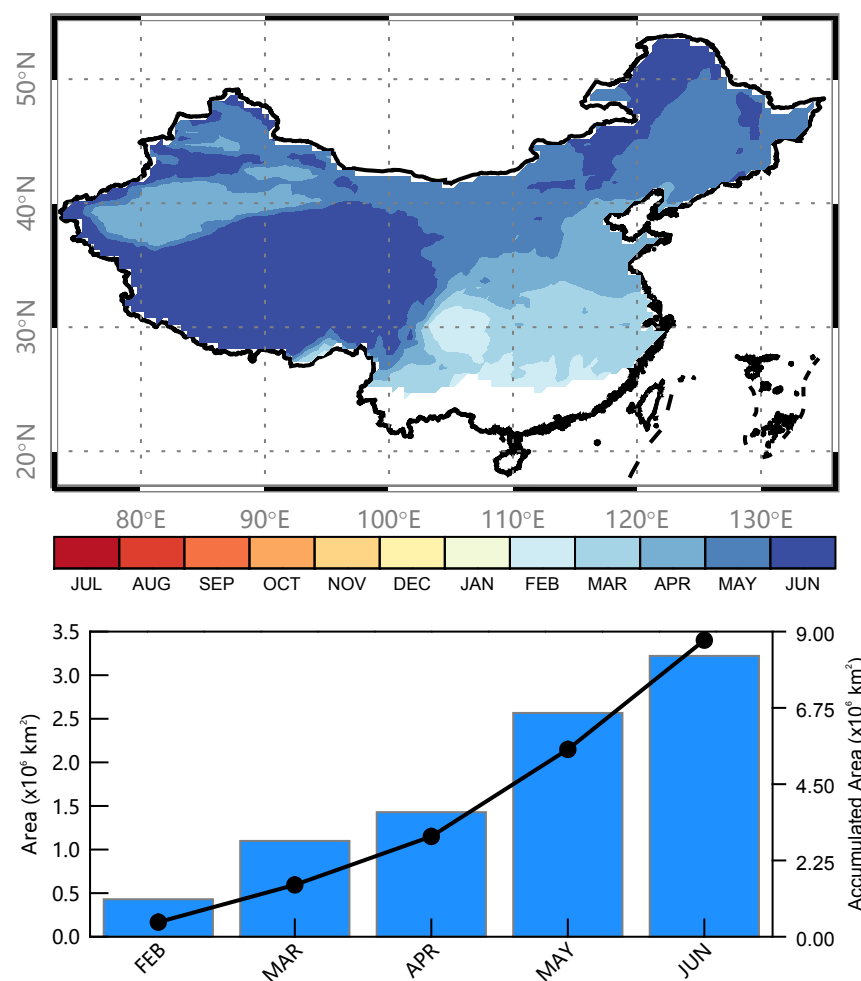 50°N
40°N
30°N
20°N
80°E 90°E 100°E 110°E 120°E 130°E
JUL AUG SEP OCT NOV DEC JAN FEB MAR APR MAY JUN
3.5 9.00
3.0
2.5 6.75
2.0
1.5 4.50
1.0 2.25
0.5
0.0 0.00
Area (x10⁶ km²)
Accumulated Area (x10⁶ km²)
FEB MAR APR MAY JUN